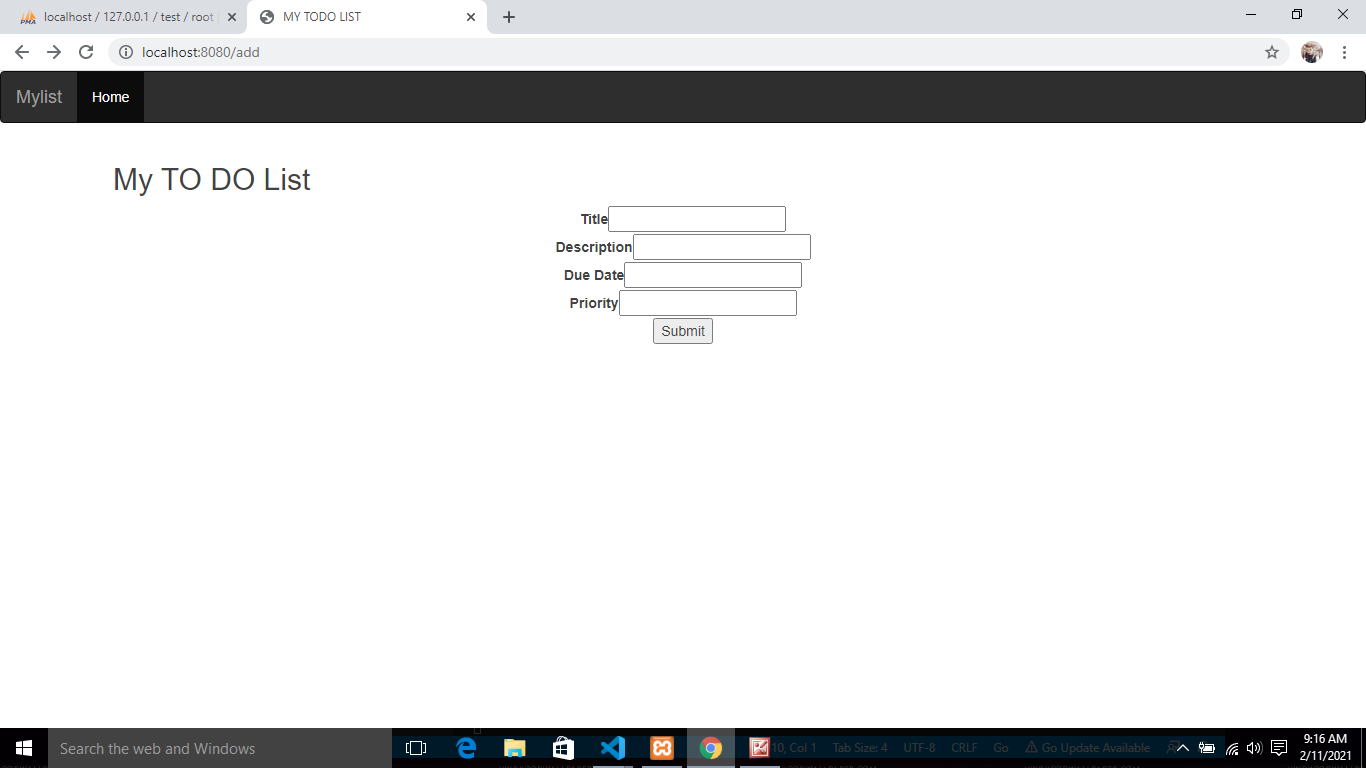 PMA
localhost / 127.0.0.1 / test / root
MY TODO LIST
localhost:8080/add
Mylist
Home
My TO DO List
Title
Description
Due Date
Priority
Submit
Search the web and Windows
10, Col 1 Tab Size: 4 UTF-8 CRLF Go Go Update Available
9:16 AM
2/11/2021